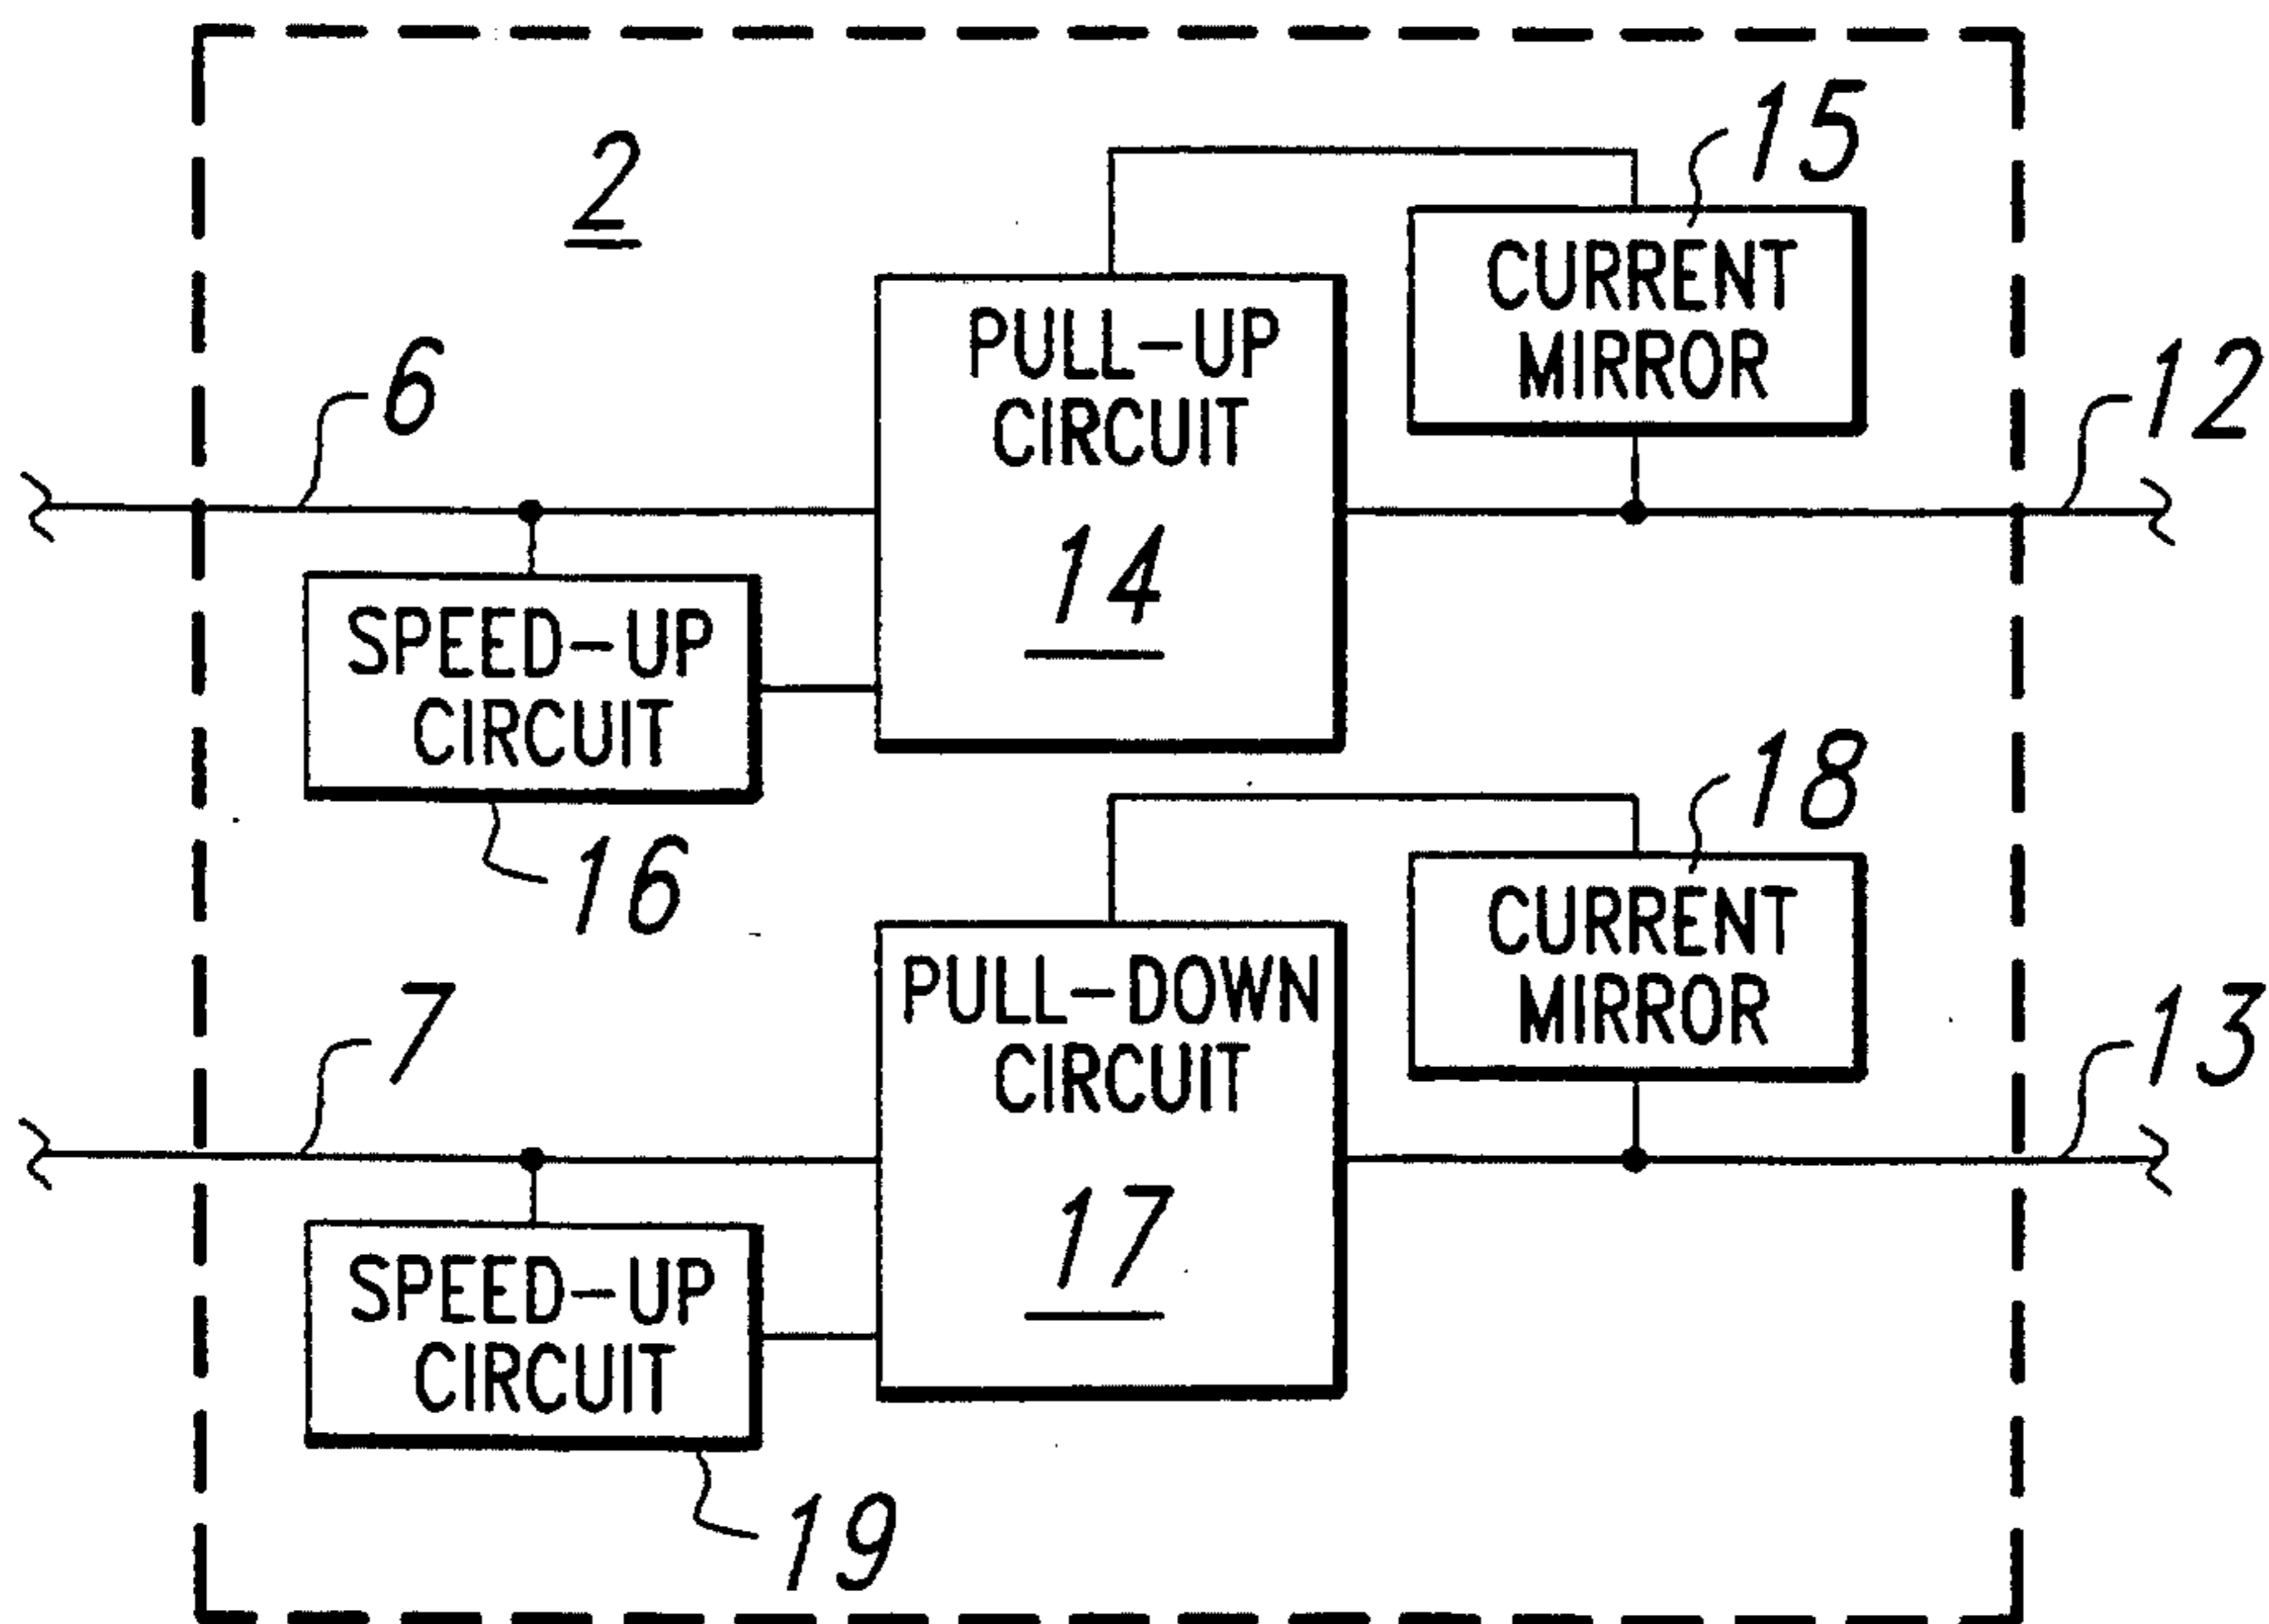 2
15
CURRENT
MIRROR
PULL-UP
CIRCUIT
14
6
12
SPEED-UP
CIRCUIT
16
18
CURRENT
MIRROR
PULL-DOWN
CIRCUIT
17
7
13
SPEED-UP
CIRCUIT
19